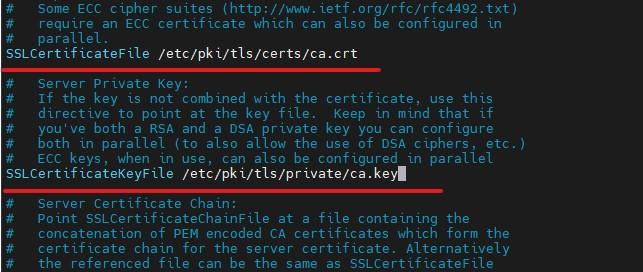 #   Some ECC cipher suites (http://www.ietf.org/rfc/rfc4492.txt)
#   require an ECC certificate which can also be configured in
#   parallel.
SSLCertificateFile /etc/pki/tls/certs/ca.crt
#   Server Private Key:
#   If the key is not combined with the certificate, use this
#   directive to point at the key file.  Keep in mind that if
#   you've both a RSA and a DSA private key you can configure
#   both in parallel (to also allow the use of DSA ciphers, etc.)
#   ECC keys, when in use, can also be configured in parallel
SSLCertificateKeyFile /etc/pki/tls/private/ca.key
#   Server Certificate Chain:
#   Point SSLCertificateChainFile at a file containing the
#   concatenation of PEM encoded CA certificates which form the
#   certificate chain for the server certificate. Alternatively
#   the referenced file can be the same as SSLCertificateFile